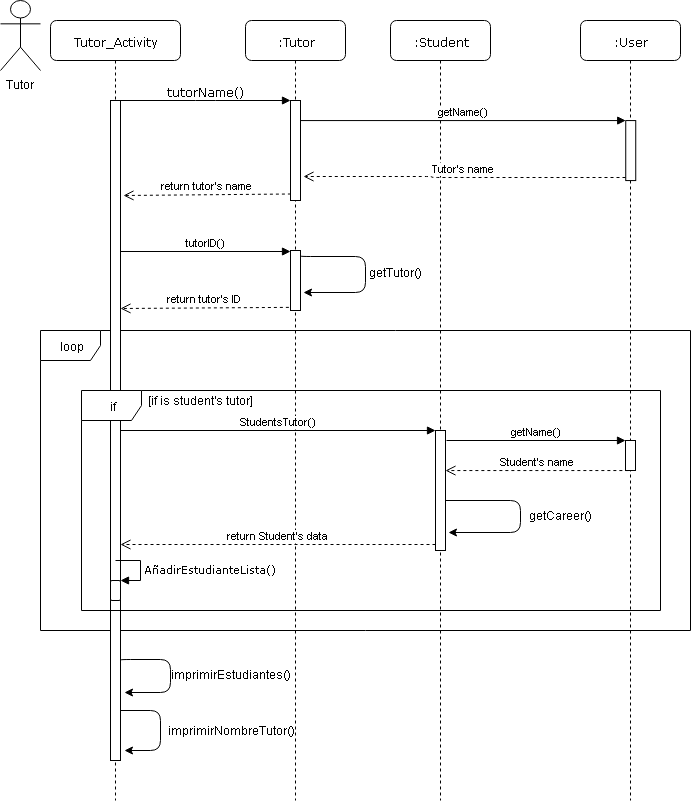 Tutor
Tutor_Activity
:Tutor
:Student
:User
tutorName()
getName()
Tutor's name
return tutor's name
tutorID()
getTutor()
return tutor's ID
loop
if
[if is student's tutor]
StudentsTutor()
getName()
Student's name
getCareer()
return Student's data
AñadirEstudianteLista()
imprimirEstudiantes()
imprimirNombreTutor()